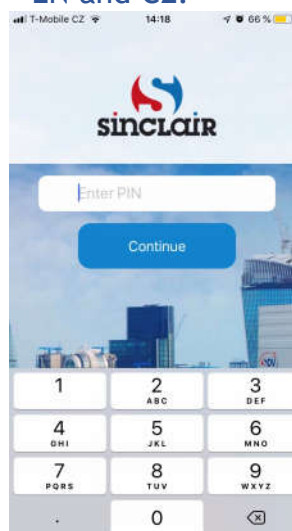 EN and CZ.
T-Mobile CZ 14:18 66 %
SINCLAIR
Enter PIN
Continue
1 2 3
ABC DEF
4 5 6
GHI JKL MNO
7 8 9
PQRS TUV WXYZ
. 0